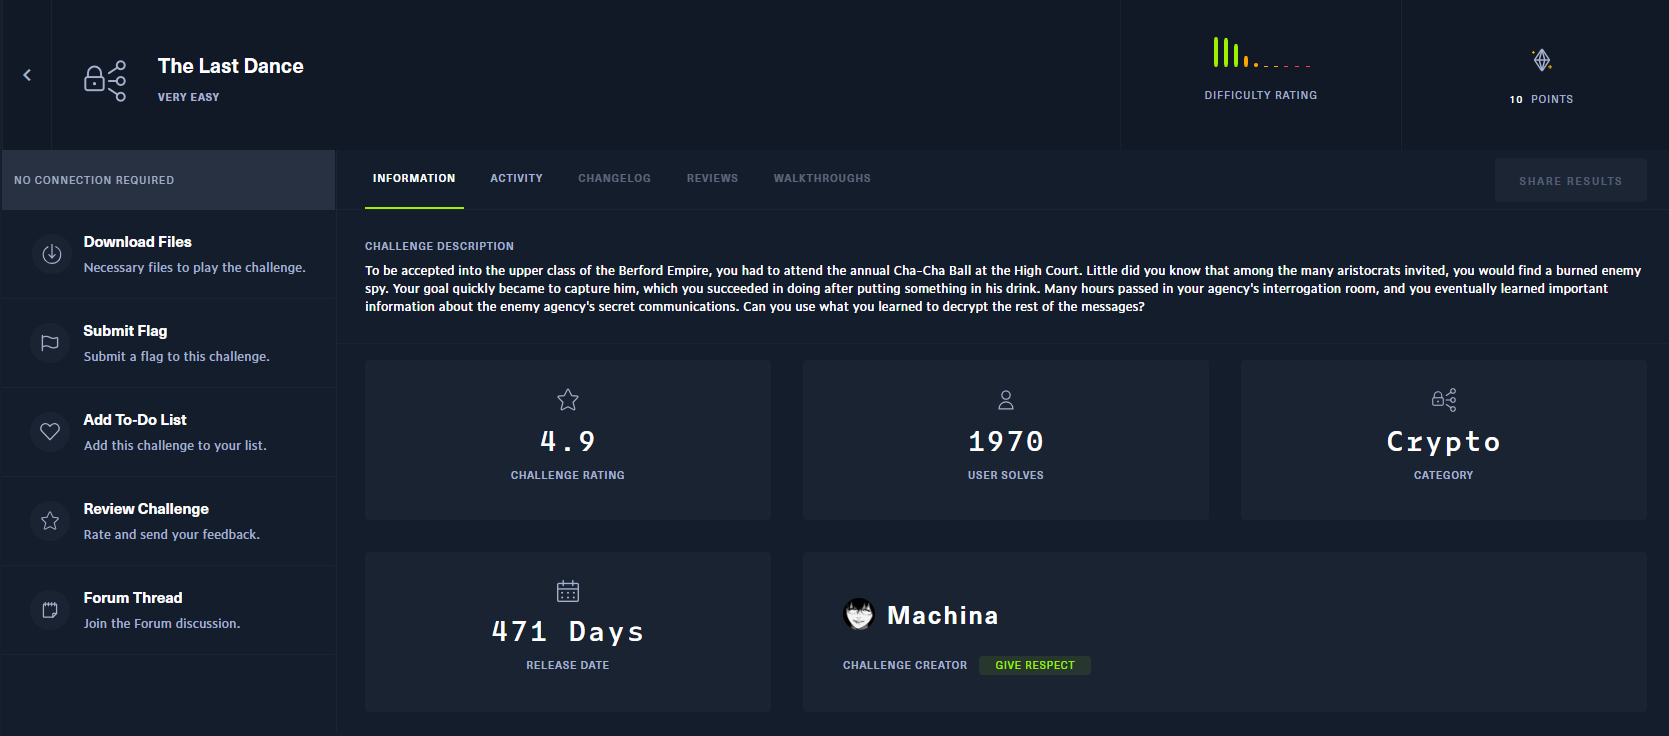 The Last Dance
VERY EASY
DIFFICULTY RATING
10 POINTS
NO CONNECTION REQUIRED
Download Files
Necessary files to play the challenge.
Submit Flag
Submit a flag to this challenge.
Add To-Do List
Add this challenge to your list.
Review Challenge
Rate and send your feedback.
Forum Thread
Join the Forum discussion.
INFORMATION ACTIVITY CHANGELOG REVIEWS WALKTHROUGHS
SHARE RESULTS
CHALLENGE DESCRIPTION
To be accepted into the upper class of the Berford Empire, you had to attend the annual Cha-Cha Ball at the High Court. Little did you know that among the many aristocrats invited, you would find a burned enemy
spy. Your goal quickly became to capture him, which you succeeded in doing after putting something in his drink. Many hours passed in your agency's interrogation room, and you eventually learned important
information about the enemy agency's secret communications. Can you use what you learned to decrypt the rest of the messages?
4.9
CHALLENGE RATING
1970
USER SOLVES
Crypto
CATEGORY
471 Days
RELEASE DATE
Machina
CHALLENGE CREATOR GIVE RESPECT